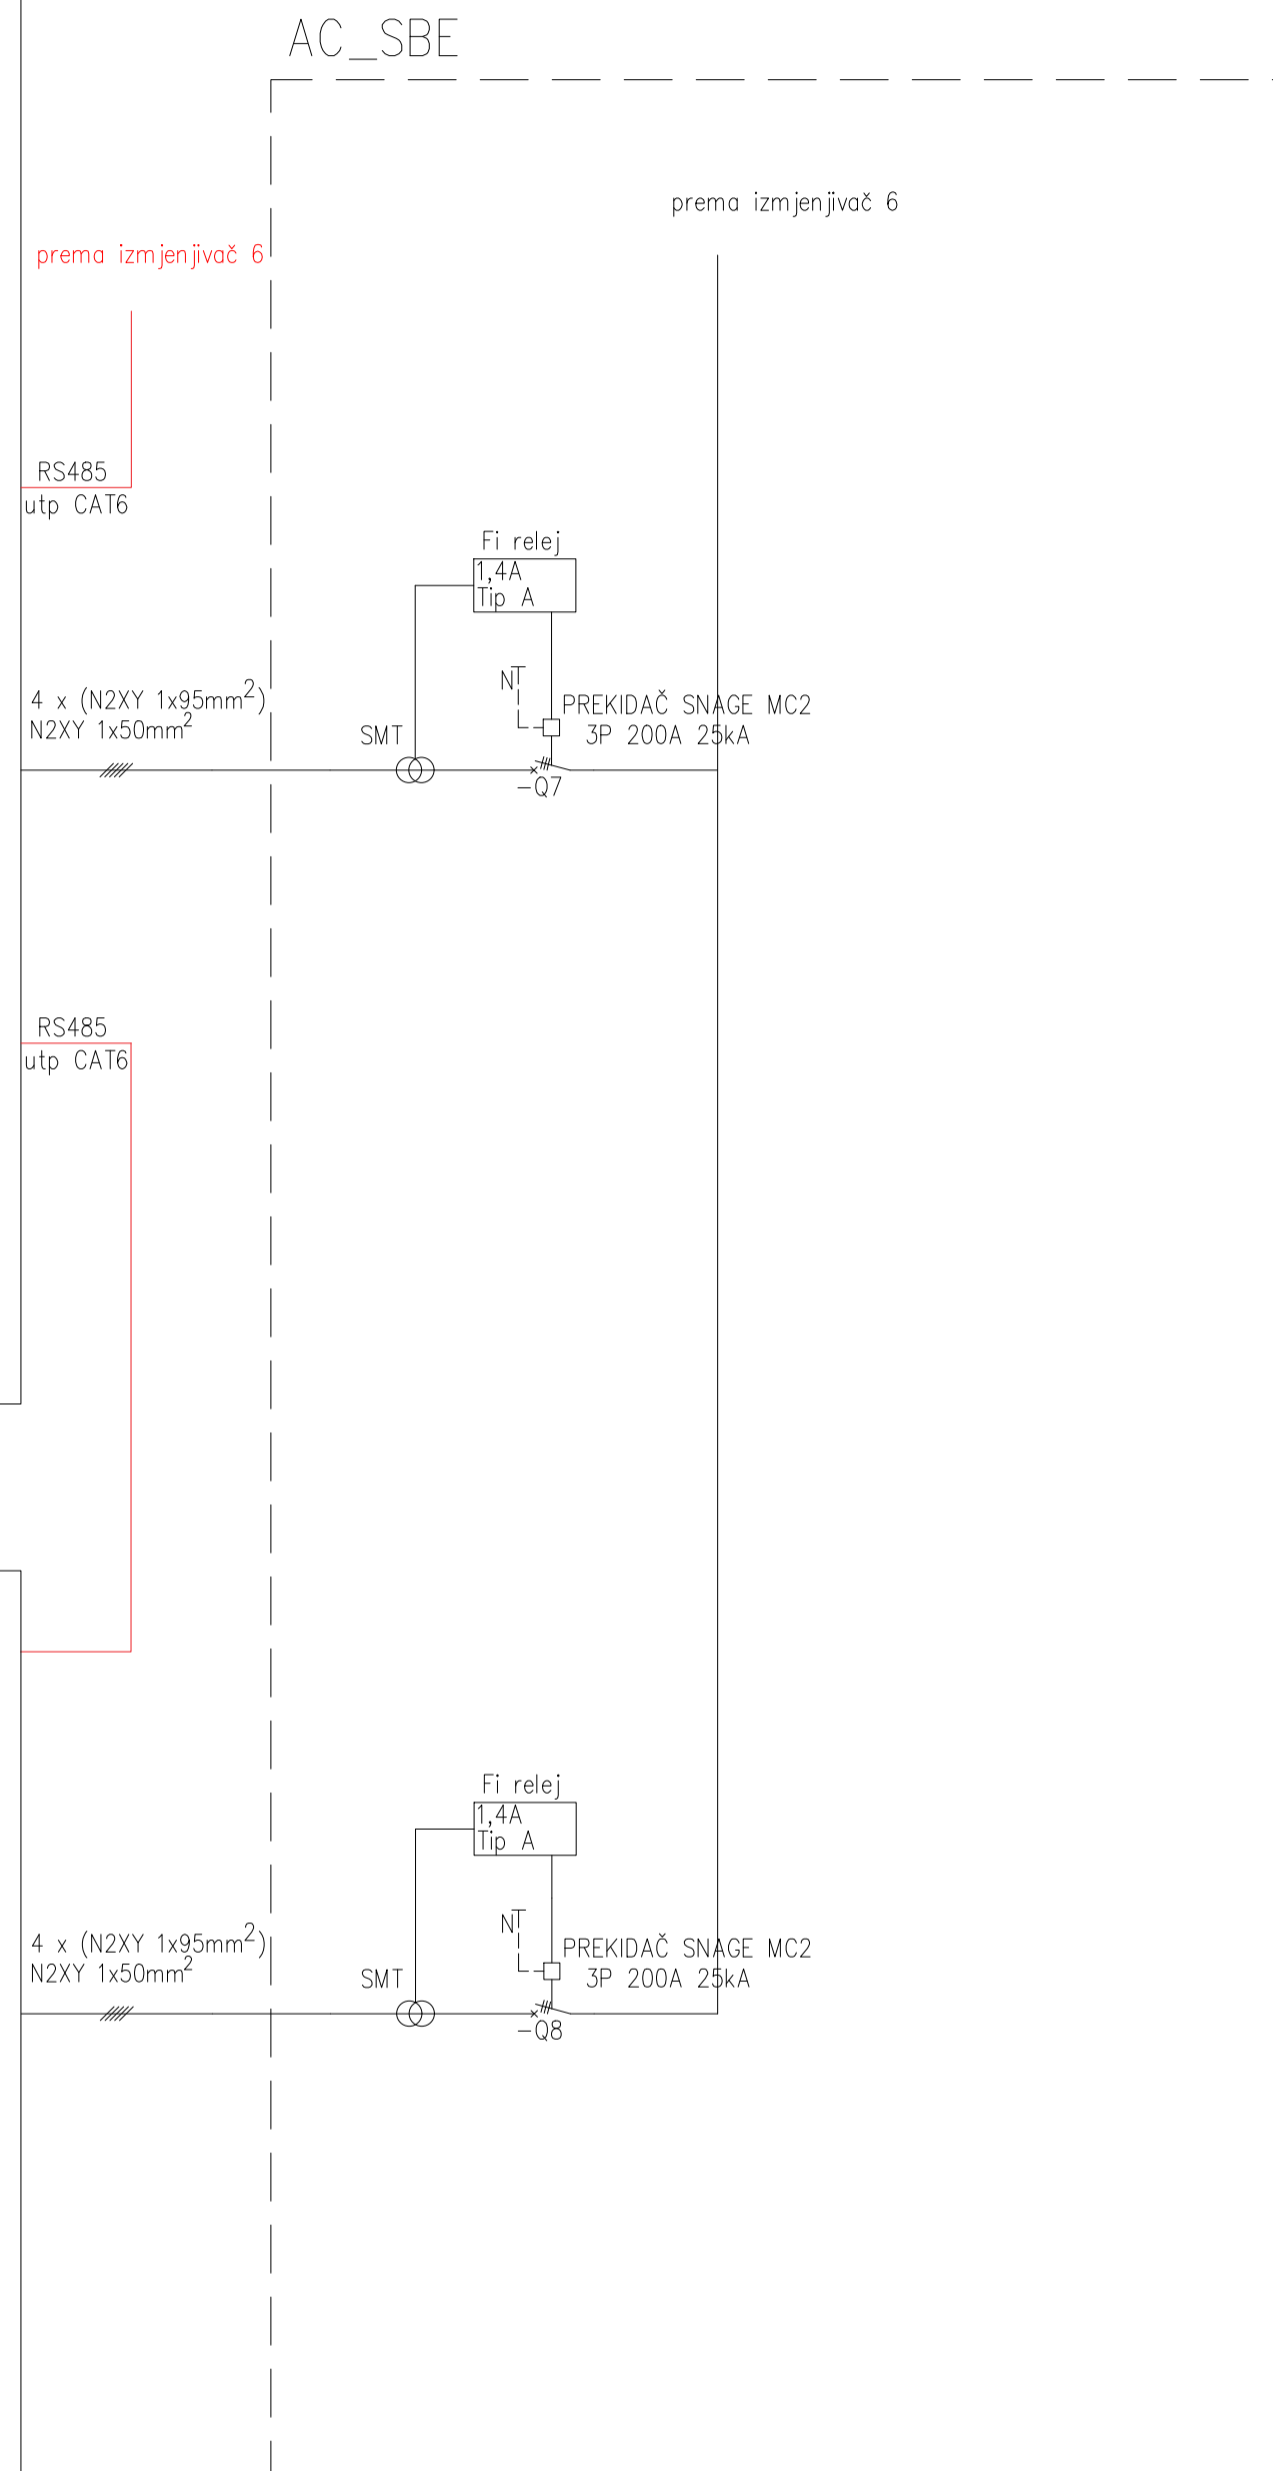 AC_SBE
prema izmjenjivač 6
prema izmjenjivač 6
RS485
utp CAT6
Fi relej
1,4A
Tip A
NT
4 x (N2XY 1x95mm²)
N2XY 1x50mm²
SMT
PREKIDAČ SNAGE MC2
3P 200A 25kA
-Q7
RS485
utp CAT6
Fi relej
1,4A
Tip A
NT
4 x (N2XY 1x95mm²)
N2XY 1x50mm²
SMT
PREKIDAČ SNAGE MC2
3P 200A 25kA
-Q8